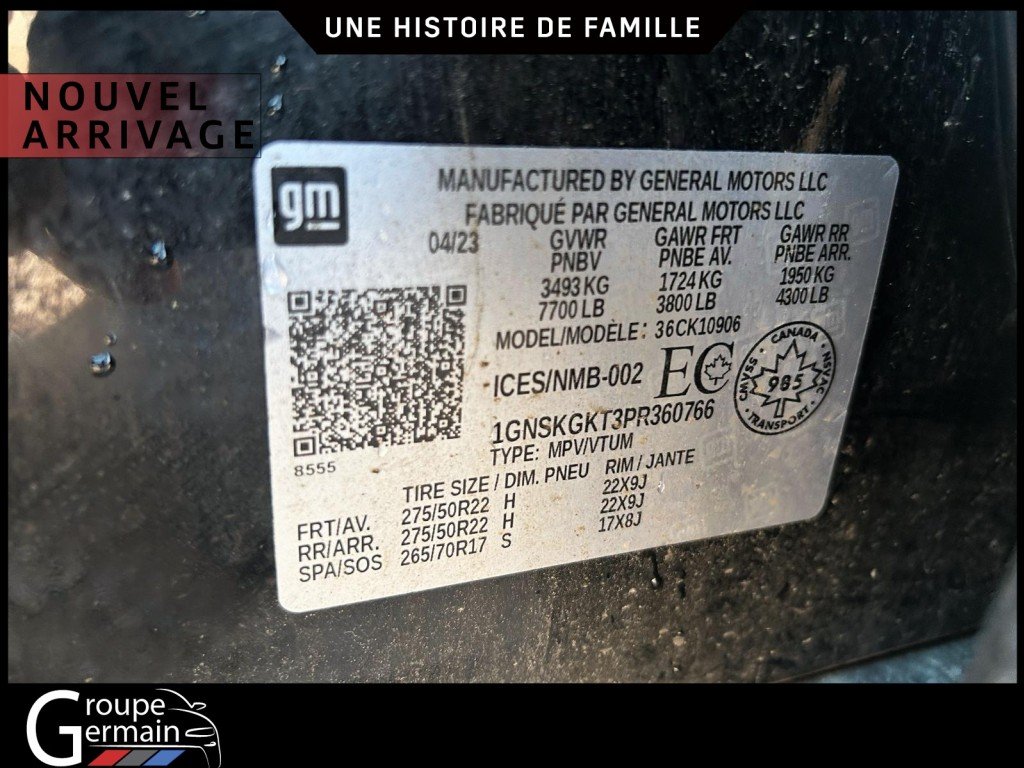 UNE HISTOIRE DE FAMILLE
NOUVEL
ARRIVAGE
gm
MANUFACTURED BY GENERAL MOTORS LLC
FABRIQUÉ PAR GENERAL MOTORS LLC
04/23 GVWR GAWR FRT GAWR RR
PNBV PNBE AV. PNBE ARR.
3493 KG 1724 KG 1950 KG
7700 LB 3800 LB 4300 LB
MODEL/MODÈLE: 36CK10906
ICES/NMB-002 EC
CANADA
CMVSS 985 NSVAC
TRANSPORT
1GNSKGKT3PR360766
TYPE: MPV/VTUM
8555
TIRE SIZE / DIM. PNEU RIM / JANTE
FRT/AV. 275/50R22 H 22X9J
RR/ARR. 275/50R22 H 22X9J
SPA/SOS 265/70R17 S 17X8J
Groupe
Germain